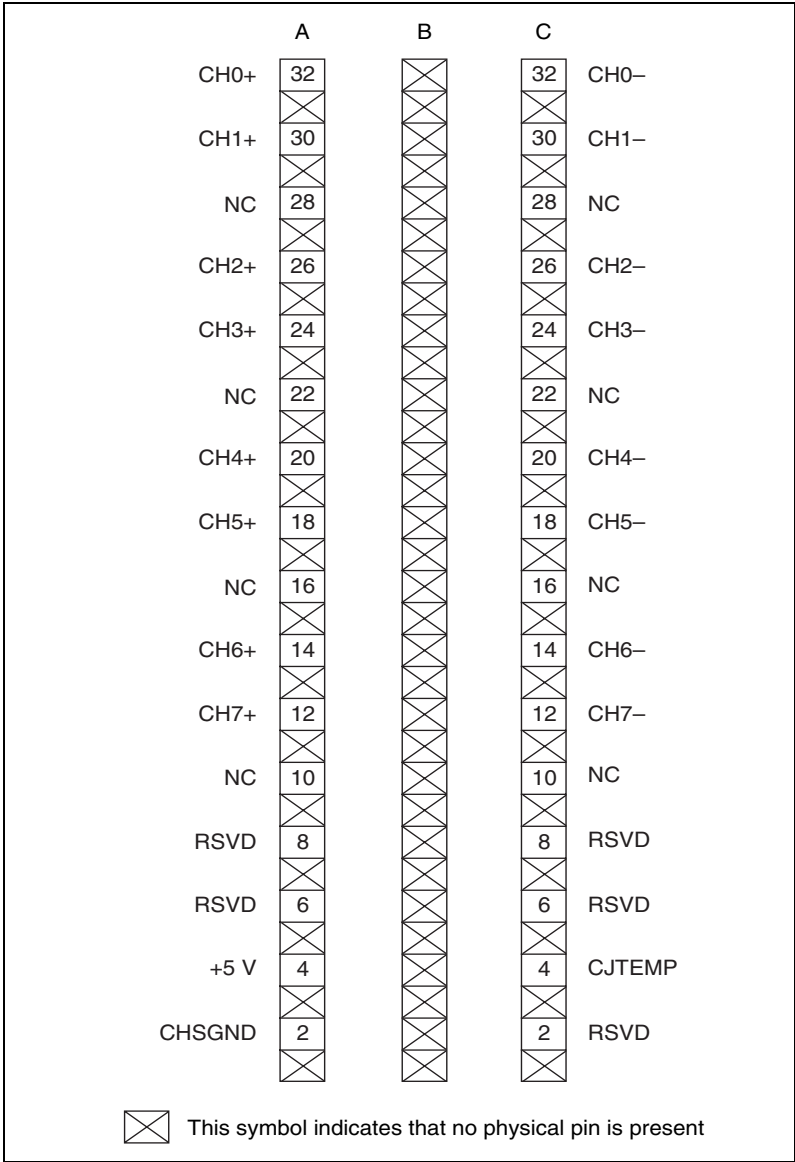 A B C
CH0+ 32 32 CH0–
CH1+ 30 30 CH1–
NC 28 28 NC
CH2+ 26 26 CH2–
CH3+ 24 24 CH3–
NC 22 22 NC
CH4+ 20 20 CH4–
CH5+ 18 18 CH5–
NC 16 16 NC
CH6+ 14 14 CH6–
CH7+ 12 12 CH7–
NC 10 10 NC
RSVD 8 8 RSVD
RSVD 6 6 RSVD
+5 V 4 4 CJTEMP
CHSGND 2 2 RSVD
This symbol indicates that no physical pin is present